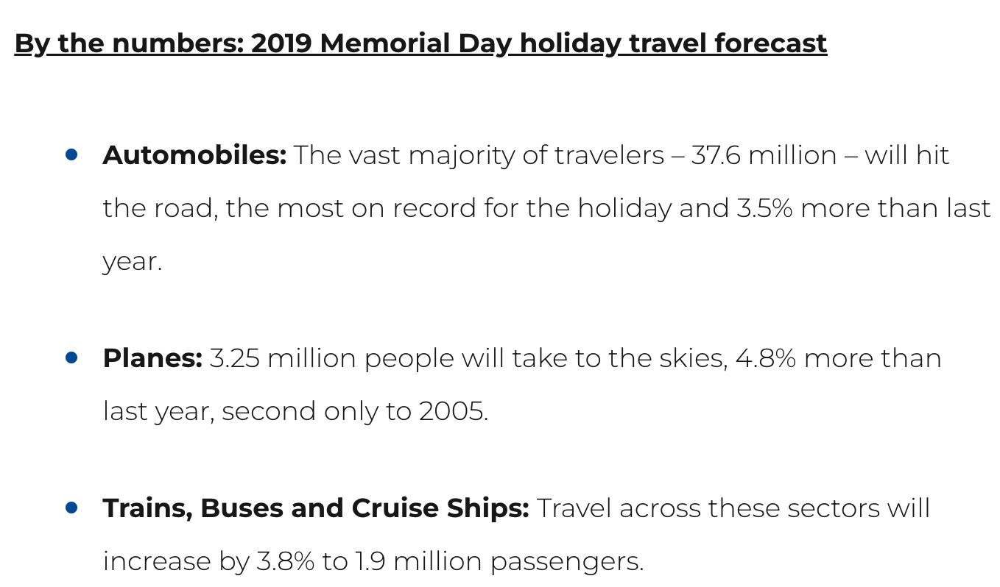 By the numbers: 2019 Memorial Day holiday travel forecast
Automobiles: The vast majority of travelers – 37.6 million – will hit
the road, the most on record for the holiday and 3.5% more than last
year.
Planes: 3.25 million people will take to the skies, 4.8% more than
last year, second only to 2005.
Trains, Buses and Cruise Ships: Travel across these sectors will
increase by 3.8% to 1.9 million passengers.